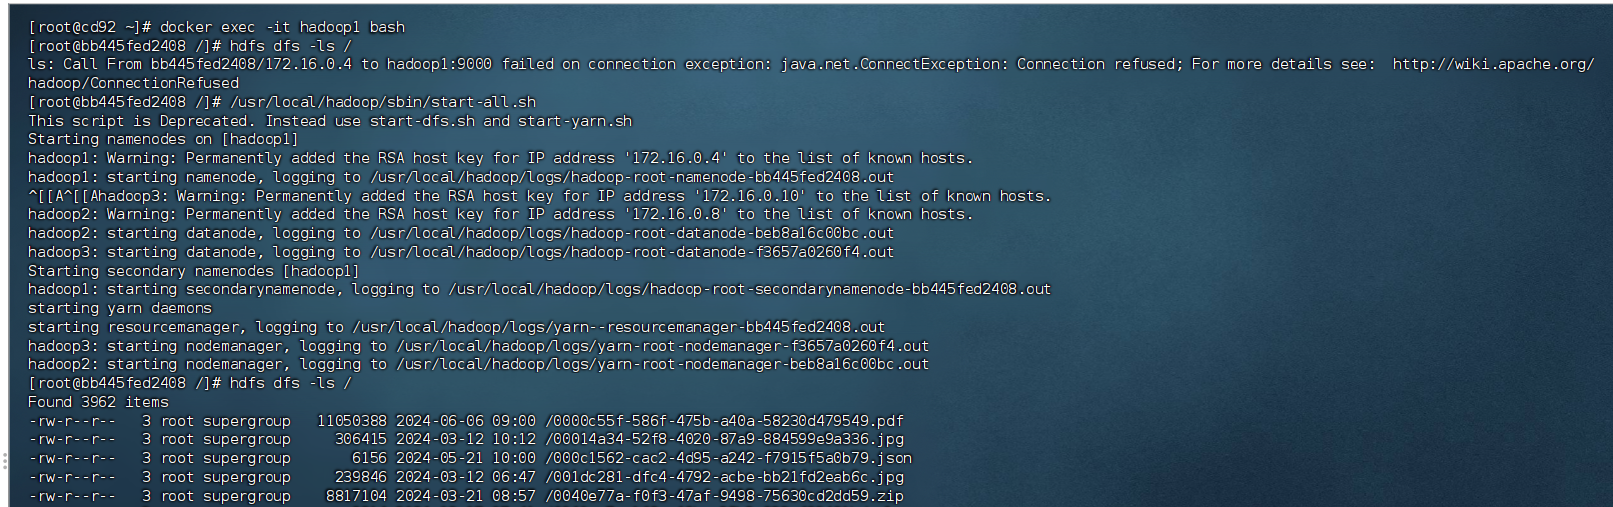 [root@cd92 ~]# docker exec -it hadoop1 bash
[root@bb445fed2408 /]# hdfs dfs -ls /
ls: Call From bb445fed2408/172.16.0.4 to hadoop1:9000 failed on connection exception: java.net.ConnectException: Connection refused; For more details see:  http://wiki.apache.org/
hadoop/ConnectionRefused
[root@bb445fed2408 /]# /usr/local/hadoop/sbin/start-all.sh
This script is Deprecated. Instead use start-dfs.sh and start-yarn.sh
Starting namenodes on [hadoop1]
hadoop1: Warning: Permanently added the RSA host key for IP address '172.16.0.4' to the list of known hosts.
hadoop1: starting namenode, logging to /usr/local/hadoop/logs/hadoop-root-namenode-bb445fed2408.out
^[[A^[[Ahadoop3: Warning: Permanently added the RSA host key for IP address '172.16.0.10' to the list of known hosts.
hadoop2: Warning: Permanently added the RSA host key for IP address '172.16.0.8' to the list of known hosts.
hadoop2: starting datanode, logging to /usr/local/hadoop/logs/hadoop-root-datanode-beb8a16c00bc.out
hadoop3: starting datanode, logging to /usr/local/hadoop/logs/hadoop-root-datanode-f3657a0260f4.out
Starting secondary namenodes [hadoop1]
hadoop1: starting secondarynamenode, logging to /usr/local/hadoop/logs/hadoop-root-secondarynamenode-bb445fed2408.out
starting yarn daemons
starting resourcemanager, logging to /usr/local/hadoop/logs/yarn--resourcemanager-bb445fed2408.out
hadoop3: starting nodemanager, logging to /usr/local/hadoop/logs/yarn-root-nodemanager-f3657a0260f4.out
hadoop2: starting nodemanager, logging to /usr/local/hadoop/logs/yarn-root-nodemanager-beb8a16c00bc.out
[root@bb445fed2408 /]# hdfs dfs -ls /
Found 3962 items
-rw-r--r--   3 root supergroup   11050388 2024-06-06 09:00 /0000c55f-586f-475b-a40a-58230d479549.pdf
-rw-r--r--   3 root supergroup     306415 2024-03-12 10:12 /00014a34-52f8-4020-87a9-884599e9a336.jpg
-rw-r--r--   3 root supergroup       6156 2024-05-21 10:00 /000c1562-cac2-4d95-a242-f7915f5a0b79.json
-rw-r--r--   3 root supergroup     239846 2024-03-12 06:47 /001dc281-dfc4-4792-acbe-bb21fd2eab6c.jpg
-rw-r--r--   3 root supergroup    8817104 2024-03-21 08:57 /0040e77a-f0f3-47af-9498-75630cd2dd59.zip